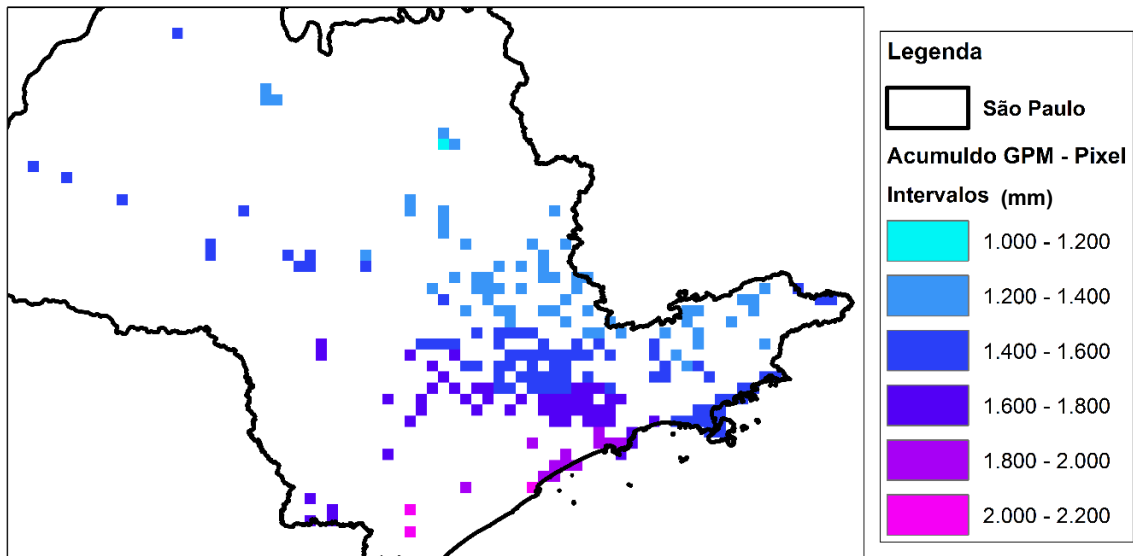 Legenda
São Paulo
Acumuldo GPM - Pixel
Intervalos (mm)
1.000 - 1.200
1.200 - 1.400
1.400 - 1.600
1.600 - 1.800
1.800 - 2.000
2.000 - 2.200